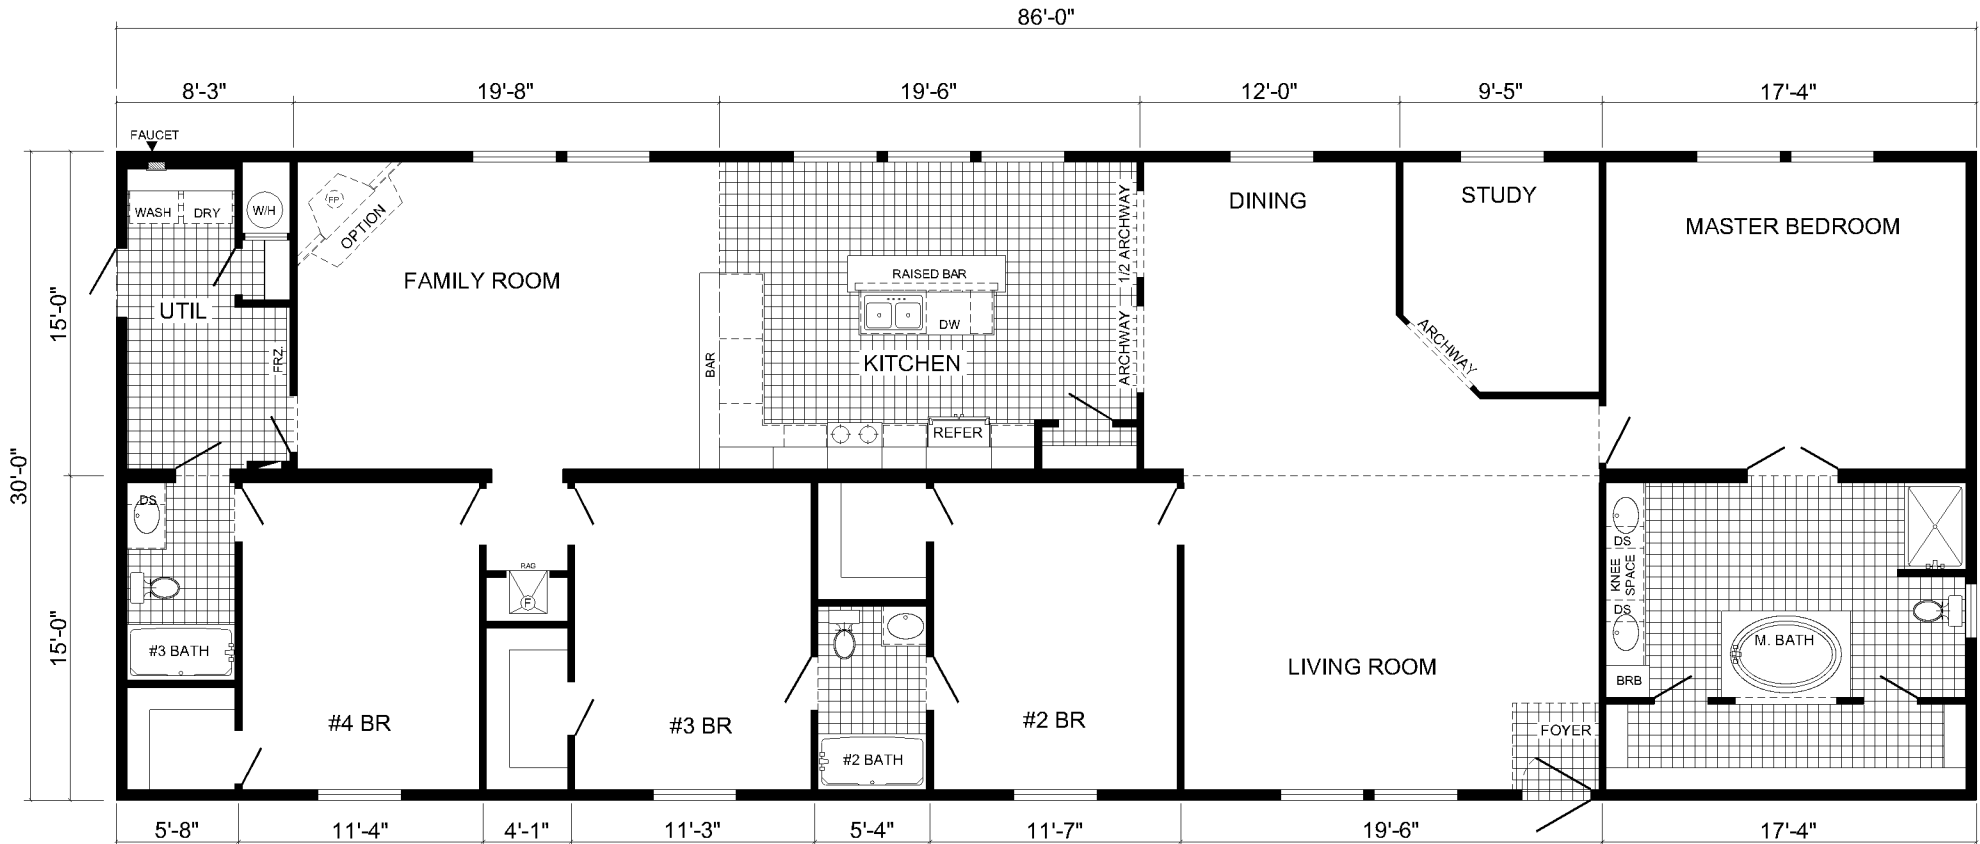 86'-0"
8'-3"
19'-8"
19'-6"
12'-0"
9'-5"
17'-4"
FAUCET
WASH
DRY
W/H
FP
OPTION
FAMILY ROOM
UTIL
FRZ.
BAR
RAISED BAR
DW
KITCHEN
REFER
1/2 ARCHWAY
ARCHWAY
DINING
STUDY
ARCHWAY
MASTER BEDROOM
15'-0"
30'-0"
15'-0"
DS
#3 BATH
#4 BR
RAG
F
#3 BR
#2 BATH
#2 BR
LIVING ROOM
FOYER
DS
KNEE
SPACE
DS
BRB
M. BATH
5'-8"
11'-4"
4'-1"
11'-3"
5'-4"
11'-7"
19'-6"
17'-4"